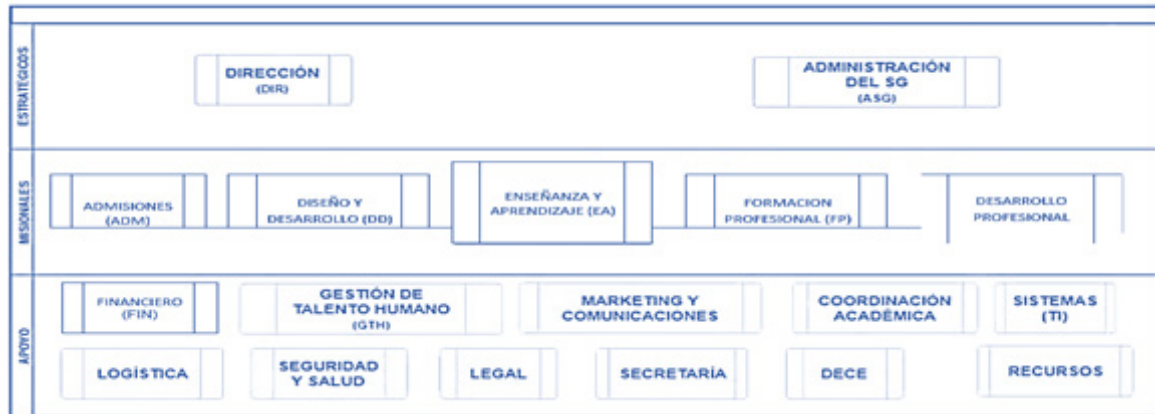 ESTRATEGICOS
DIRECCIÓN
(DIR)
ADMINISTRACIÓN
DEL SG
(ASG)
MISIONALES
ADMISIONES
(ADM)
DISEÑO Y
DESARROLLO (DD)
ENSEÑANZA Y
APRENDIZAJE (EA)
FORMACION
PROFESIONAL (FP)
DESARROLLO
PROFESIONAL
APOYO
FINANCIERO
(FIN)
GESTIÓN DE
TALENTO HUMANO
(GTH)
MARKETING Y
COMUNICACIONES
COORDINACIÓN
ACADÉMICA
SISTEMAS
(TI)
LOGÍSTICA
SEGURIDAD
Y SALUD
LEGAL
SECRETARÍA
DECE
RECURSOS